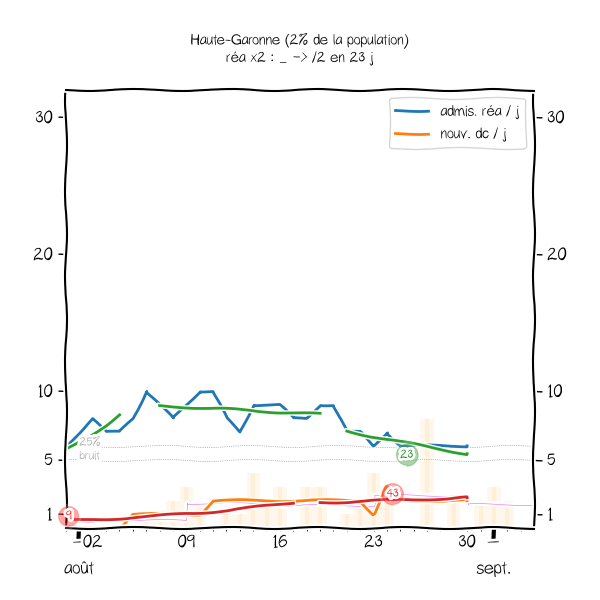 Haute-Garonne (2% de la population)
réa x2 : _ -> /2 en 23 j
admis. réa / j
nouv. dc / j
30 30
20 20
10 10
25%
bruit
5 5
23
43
9
1 1
02 09 16 23 30
août sept.